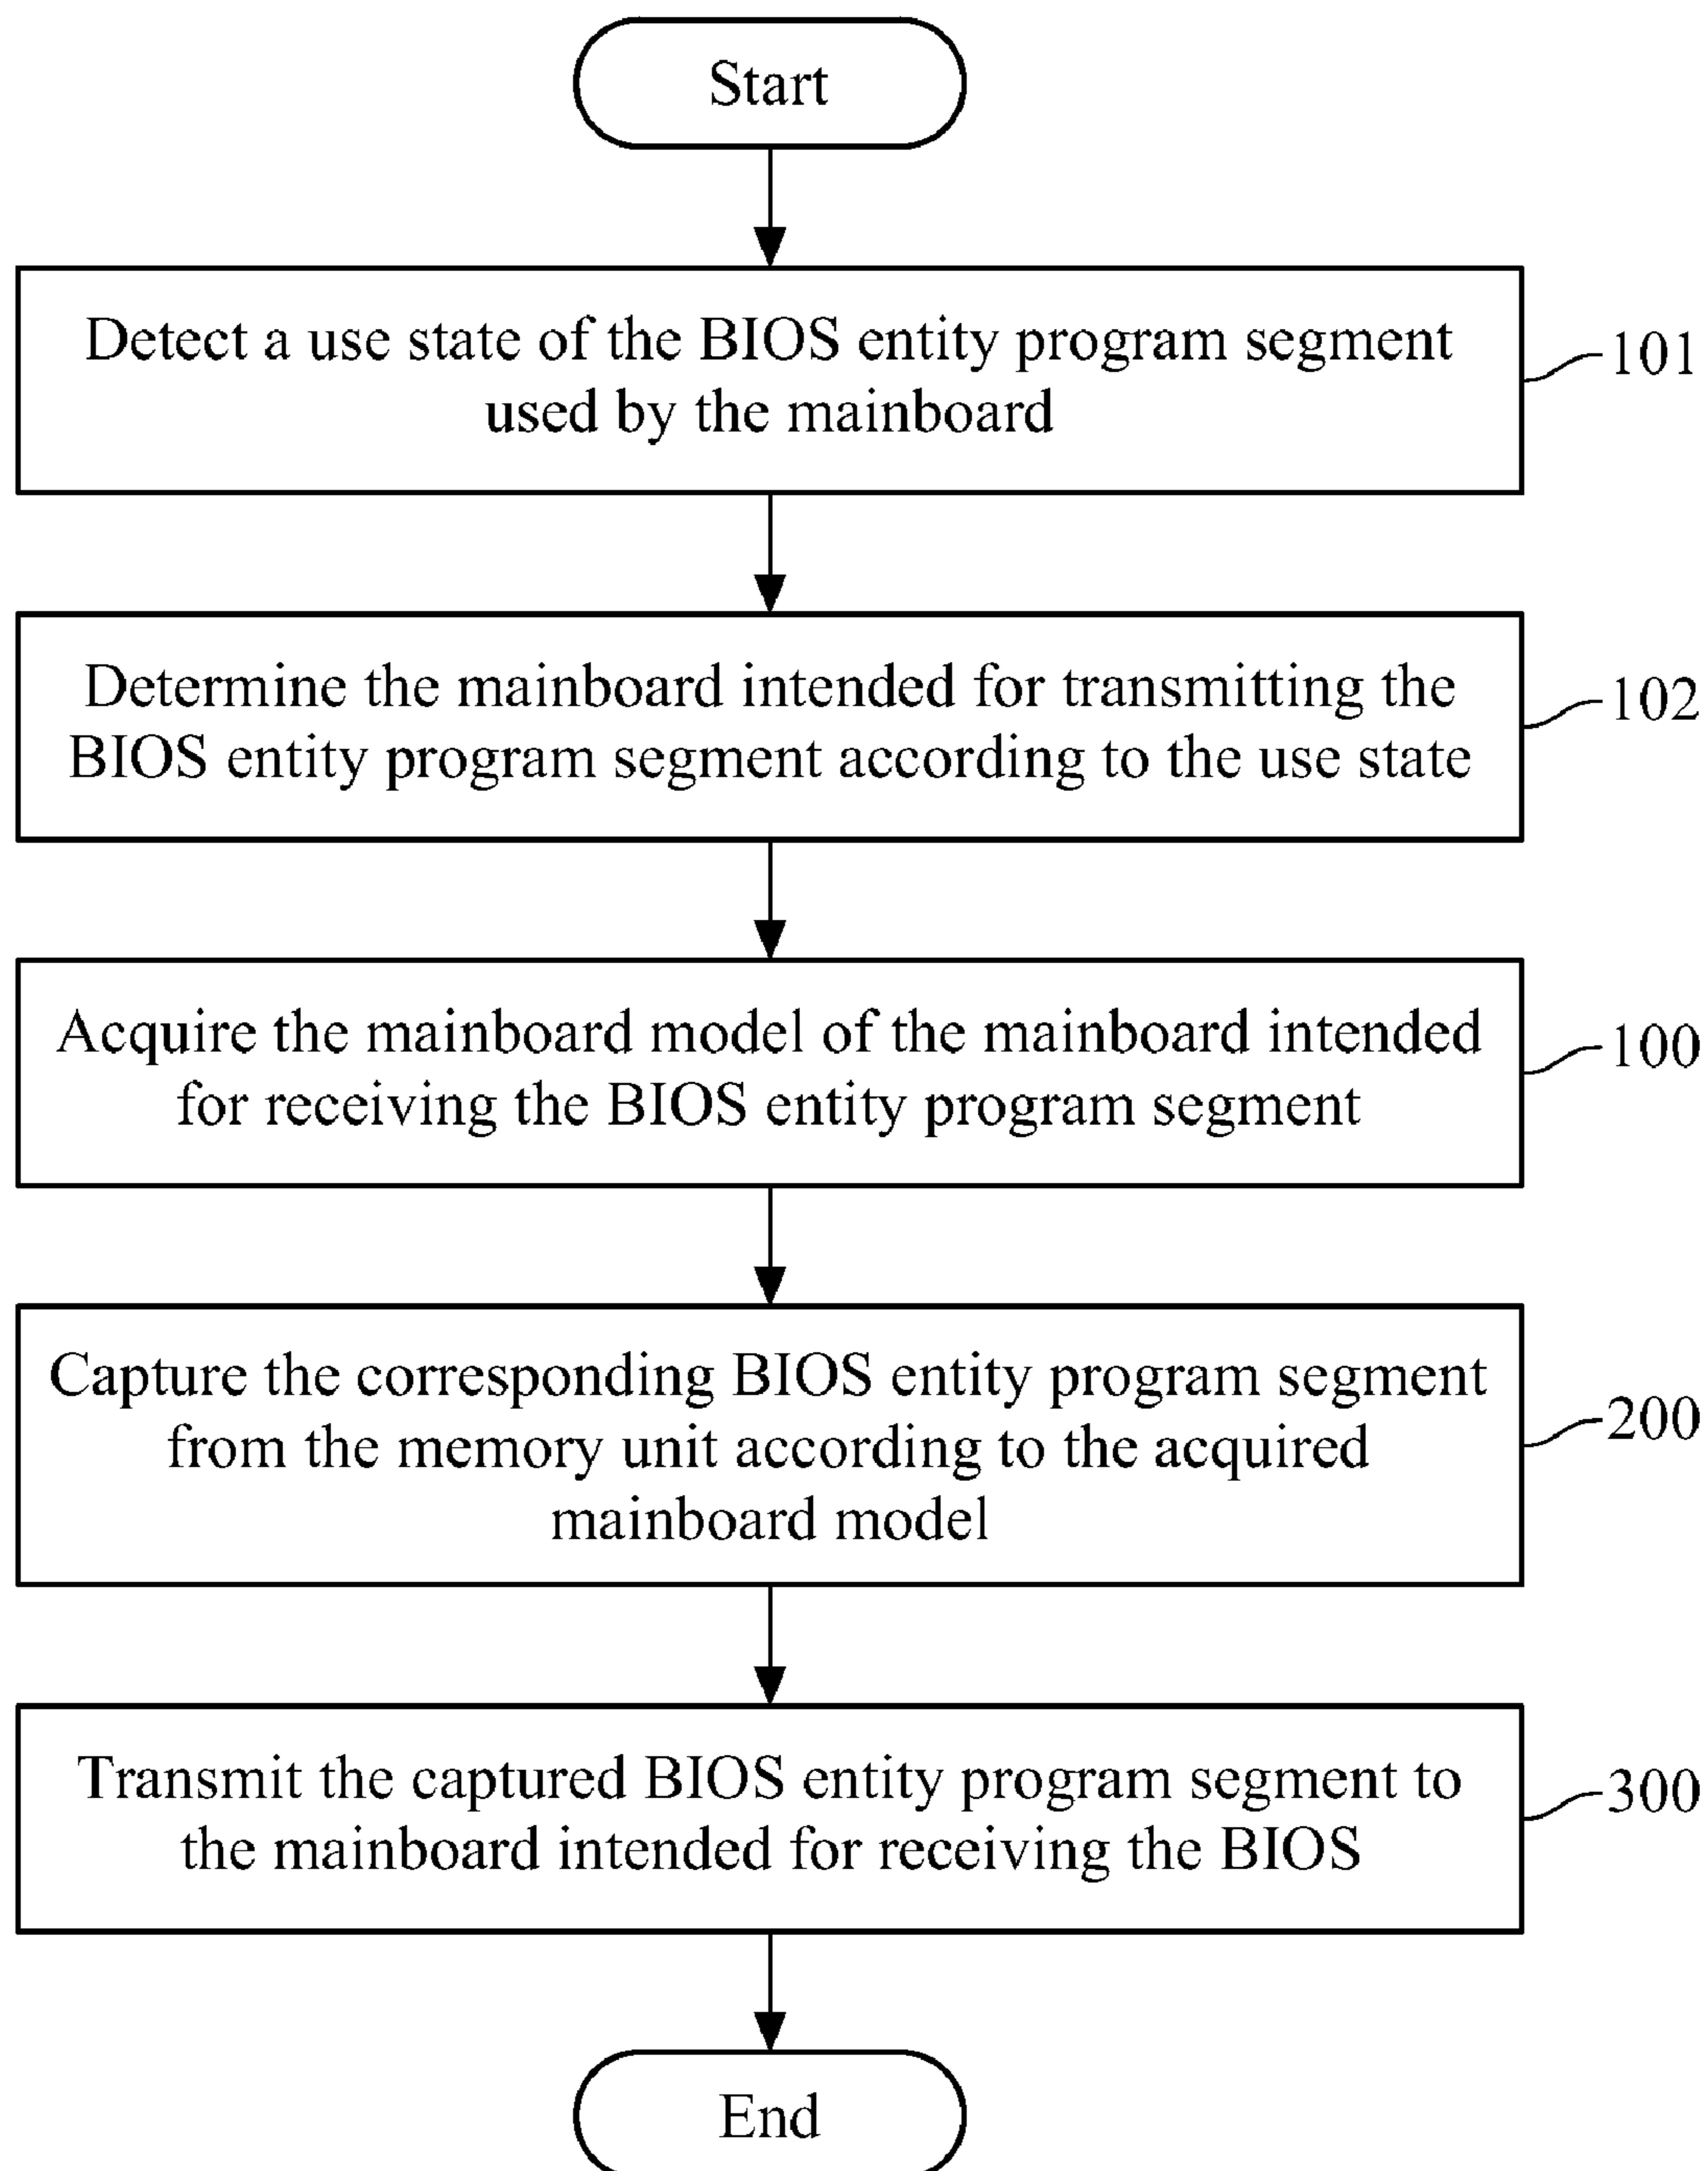 Start
Detect a use state of the BIOS entity program segment
used by the mainboard
101
Determine the mainboard intended for transmitting the
BIOS entity program segment according to the use state
102
Acquire the mainboard model of the mainboard intended
for receiving the BIOS entity program segment
100
Capture the corresponding BIOS entity program segment
from the memory unit according to the acquired
mainboard model
200
Transmit the captured BIOS entity program segment to
the mainboard intended for receiving the BIOS
300
End